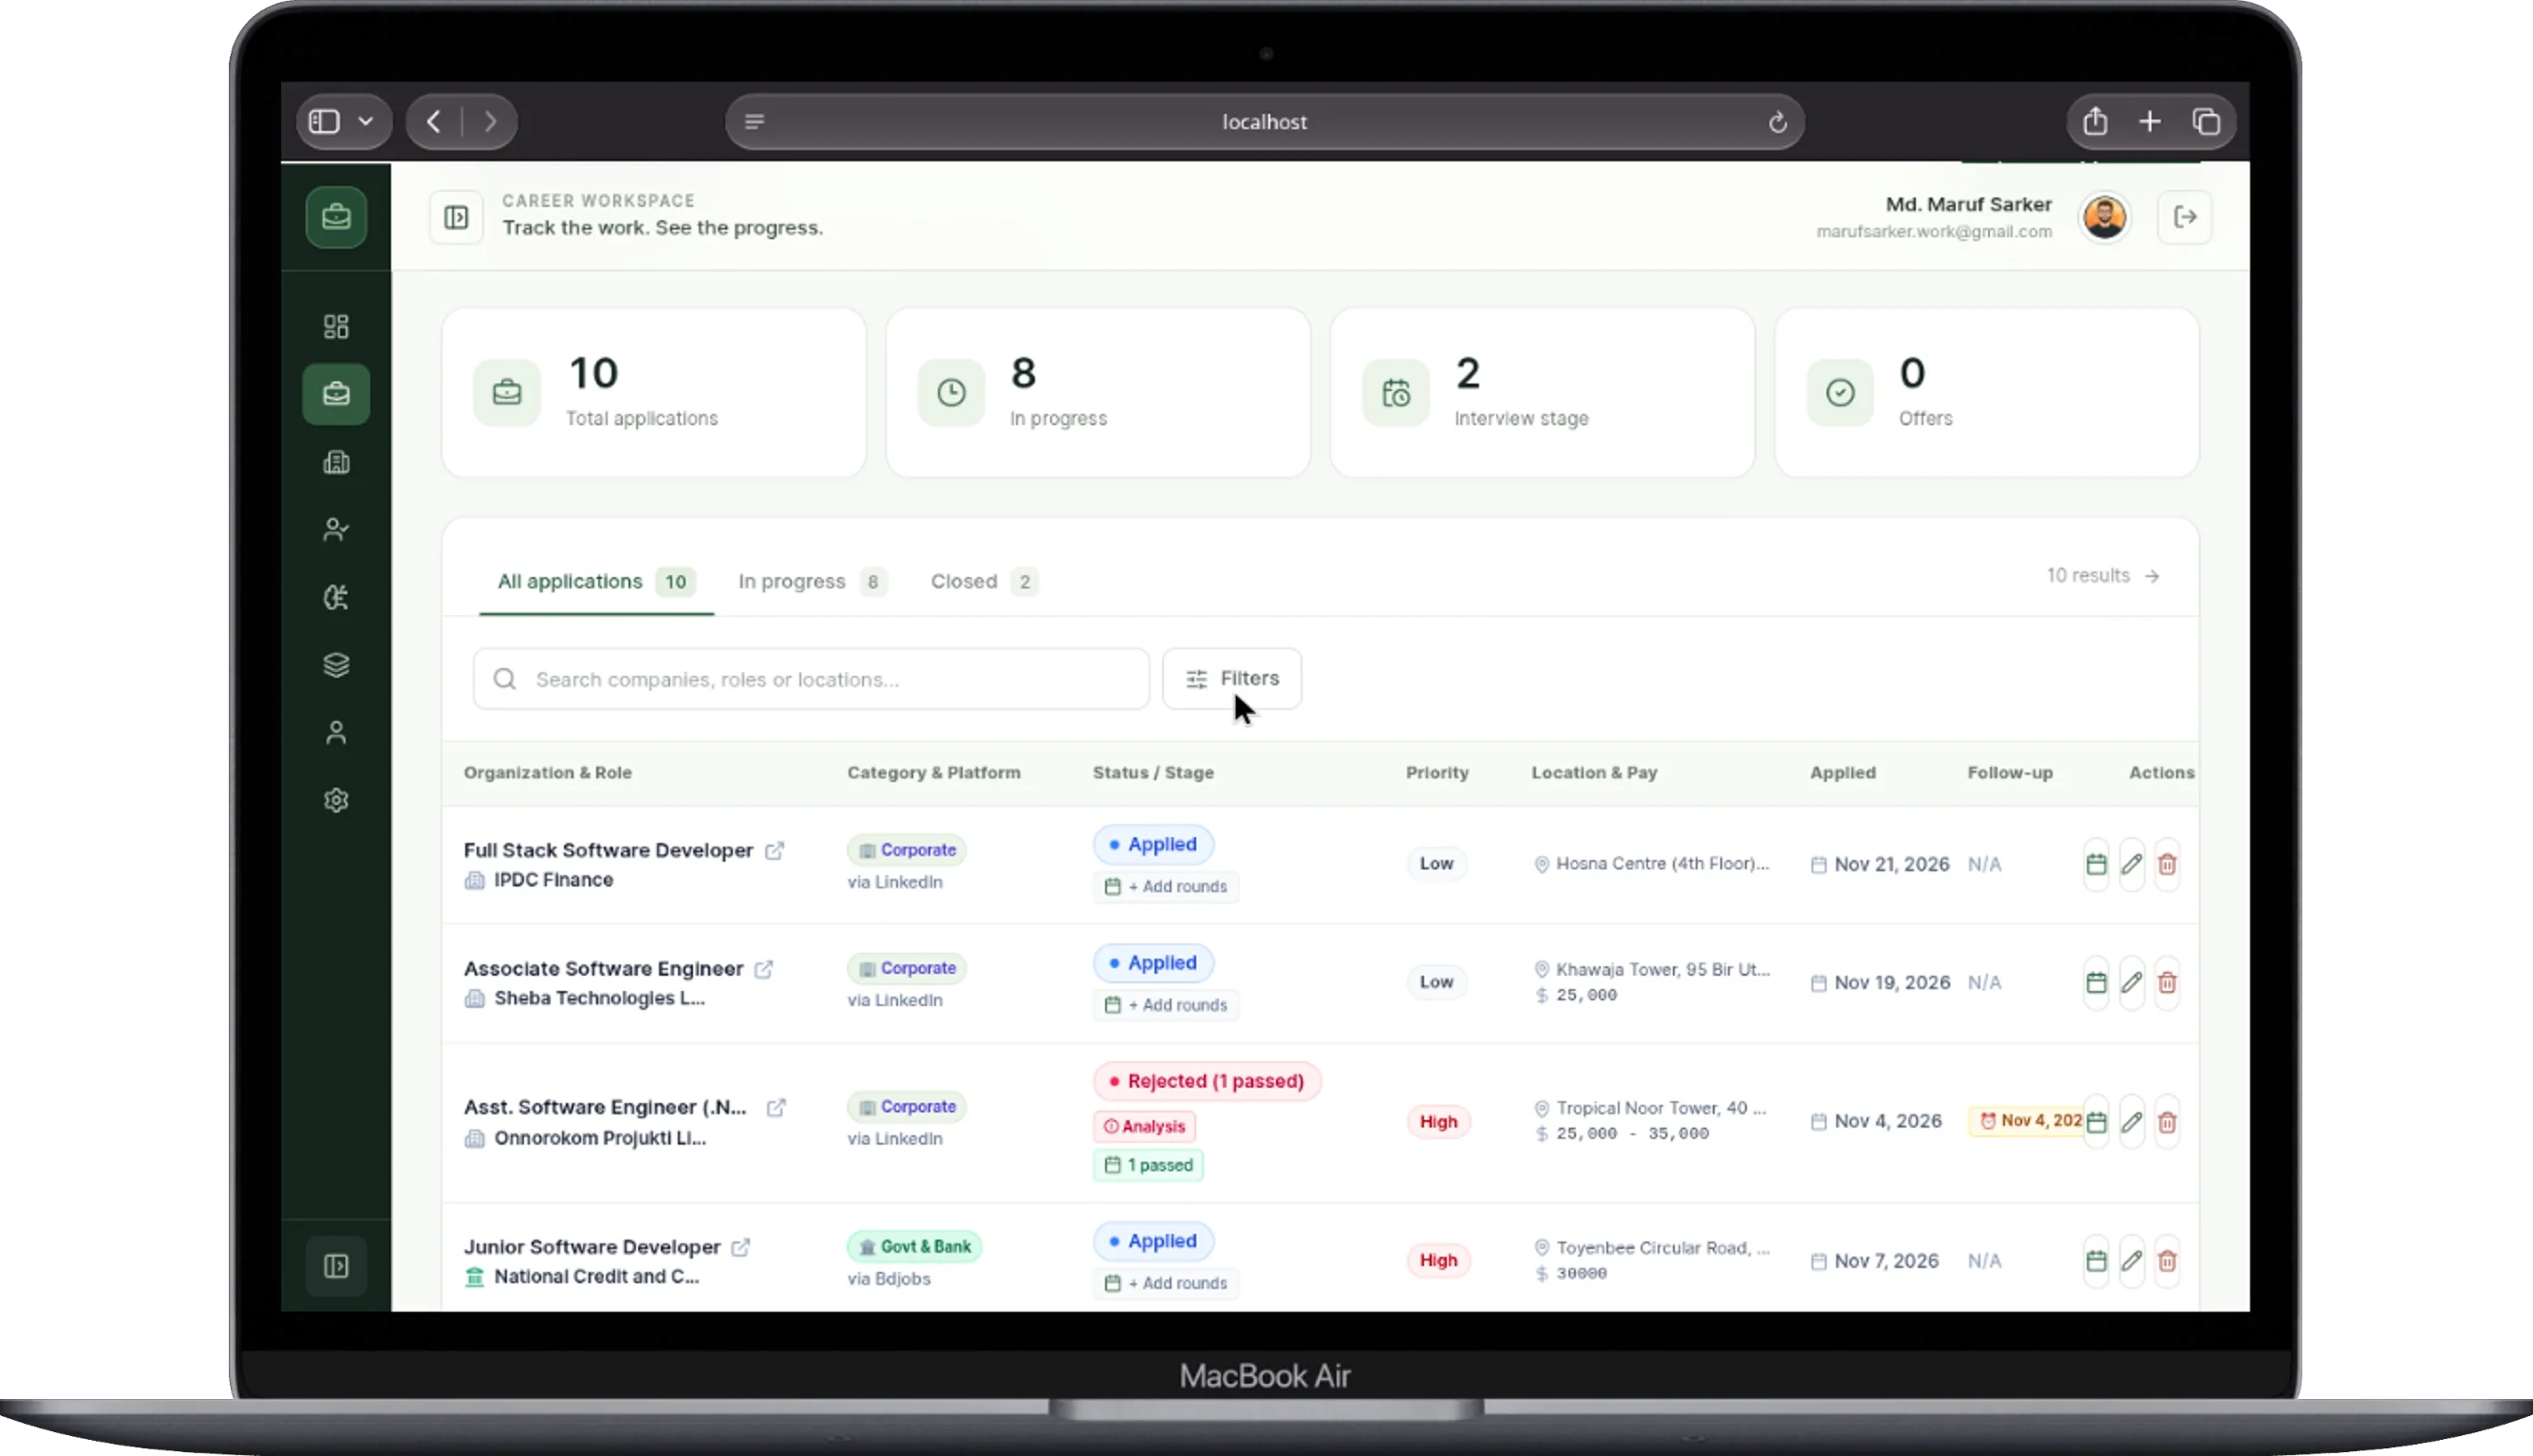 localhost
CAREER WORKSPACE
Track the work. See the progress.
Md. Maruf Sarker
marufsarker.work@gmail.com
10
Total applications
8
In progress
2
Interview stage
0
Offers
All applications 10
In progress 8
Closed 2
10 results
Search companies, roles or locations...
Filters
Organization & Role
Category & Platform
Status / Stage
Priority
Location & Pay
Applied
Follow-up
Actions
Full Stack Software Developer
IPDC Finance
Corporate
via LinkedIn
Applied
+ Add rounds
Low
Hosna Centre (4th Floor)...
Nov 21, 2026
N/A
Associate Software Engineer
Sheba Technologies L...
Corporate
via LinkedIn
Applied
+ Add rounds
Low
Khawaja Tower, 95 Bir Ut...
$ 25,000
Nov 19, 2026
N/A
Asst. Software Engineer (.N...
Onnorokom Projukti Li...
Corporate
via LinkedIn
Rejected (1 passed)
Analysis
1 passed
High
Tropical Noor Tower, 40 ...
$ 25,000 - 35,000
Nov 4, 2026
Nov 4, 202
Junior Software Developer
National Credit and C...
Govt & Bank
via Bdjobs
Applied
+ Add rounds
High
Toyenbee Circular Road, ...
$ 30000
Nov 7, 2026
N/A
MacBook Air